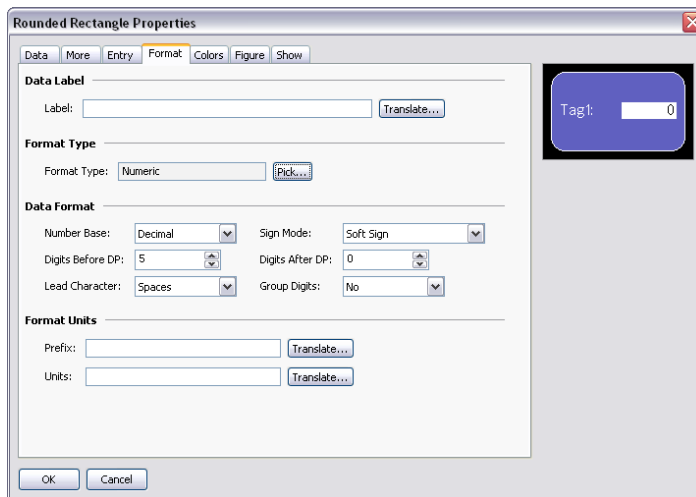 Rounded Rectangle Properties
Data More Entry Format Colors Figure Show
Data Label
Label: Translate...
Format Type
Format Type: Numeric Pick...
Data Format
Number Base: Decimal Sign Mode: Soft Sign
Digits Before DP: 5 Digits After DP: 0
Lead Character: Spaces Group Digits: No
Format Units
Prefix: Translate...
Units: Translate...
OK Cancel
Tag1: 0